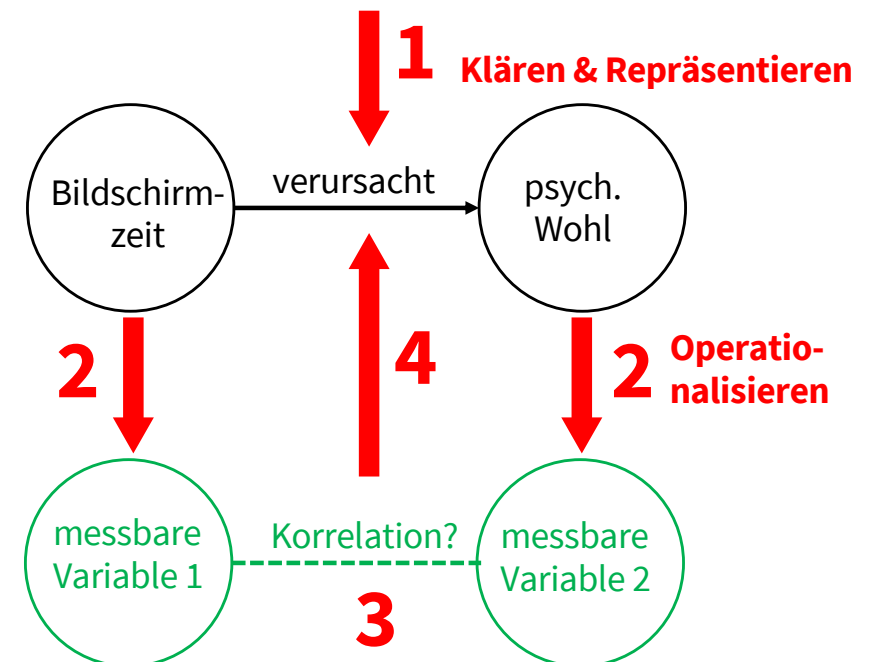 1 Klären & Repräsentieren
Bildschirm-
zeit
verursacht
psych.
Wohl
2
4
2
Operatio-
nalisieren
messbare
Variable 1
Korrelation?
messbare
Variable 2
3